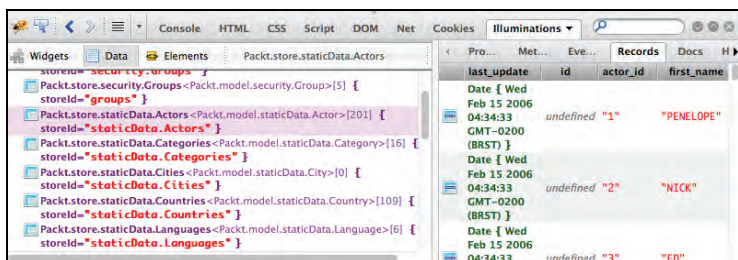 Console HTML CSS Script DOM Net Cookies Illuminations
Widgets Data Elements Packt.store.staticData.Actors
Pro... Met... Eve... Records Docs H
storeId="security.Groups" }
Packt.store.security.Groups<Packt.model.security.Group>[5] {
storeId="groups" }
Packt.store.staticData.Actors<Packt.model.staticData.Actor>[201] {
storeId="staticData.Actors" }
Packt.store.staticData.Categories<Packt.model.staticData.Category>[16] {
storeId="staticData.Categories" }
Packt.store.staticData.Cities<Packt.model.staticData.City>[0] {
storeId="staticData.Cities" }
Packt.store.staticData.Countries<Packt.model.staticData.Country>[109] {
storeId="staticData.Countries" }
Packt.store.staticData.Languages<Packt.model.staticData.Language>[6] {
storeId="staticData.Languages" }
last_update id actor_id first_name
Date { Wed
Feb 15 2006
04:34:33 undefined "1" "PENELOPE"
GMT-0200
(BRST) }
Date { Wed
Feb 15 2006
04:34:33 undefined "2" "NICK"
GMT-0200
(BRST) }
Date { Wed
Feb 15 2006
04:34:33 undefined "3" "ED"